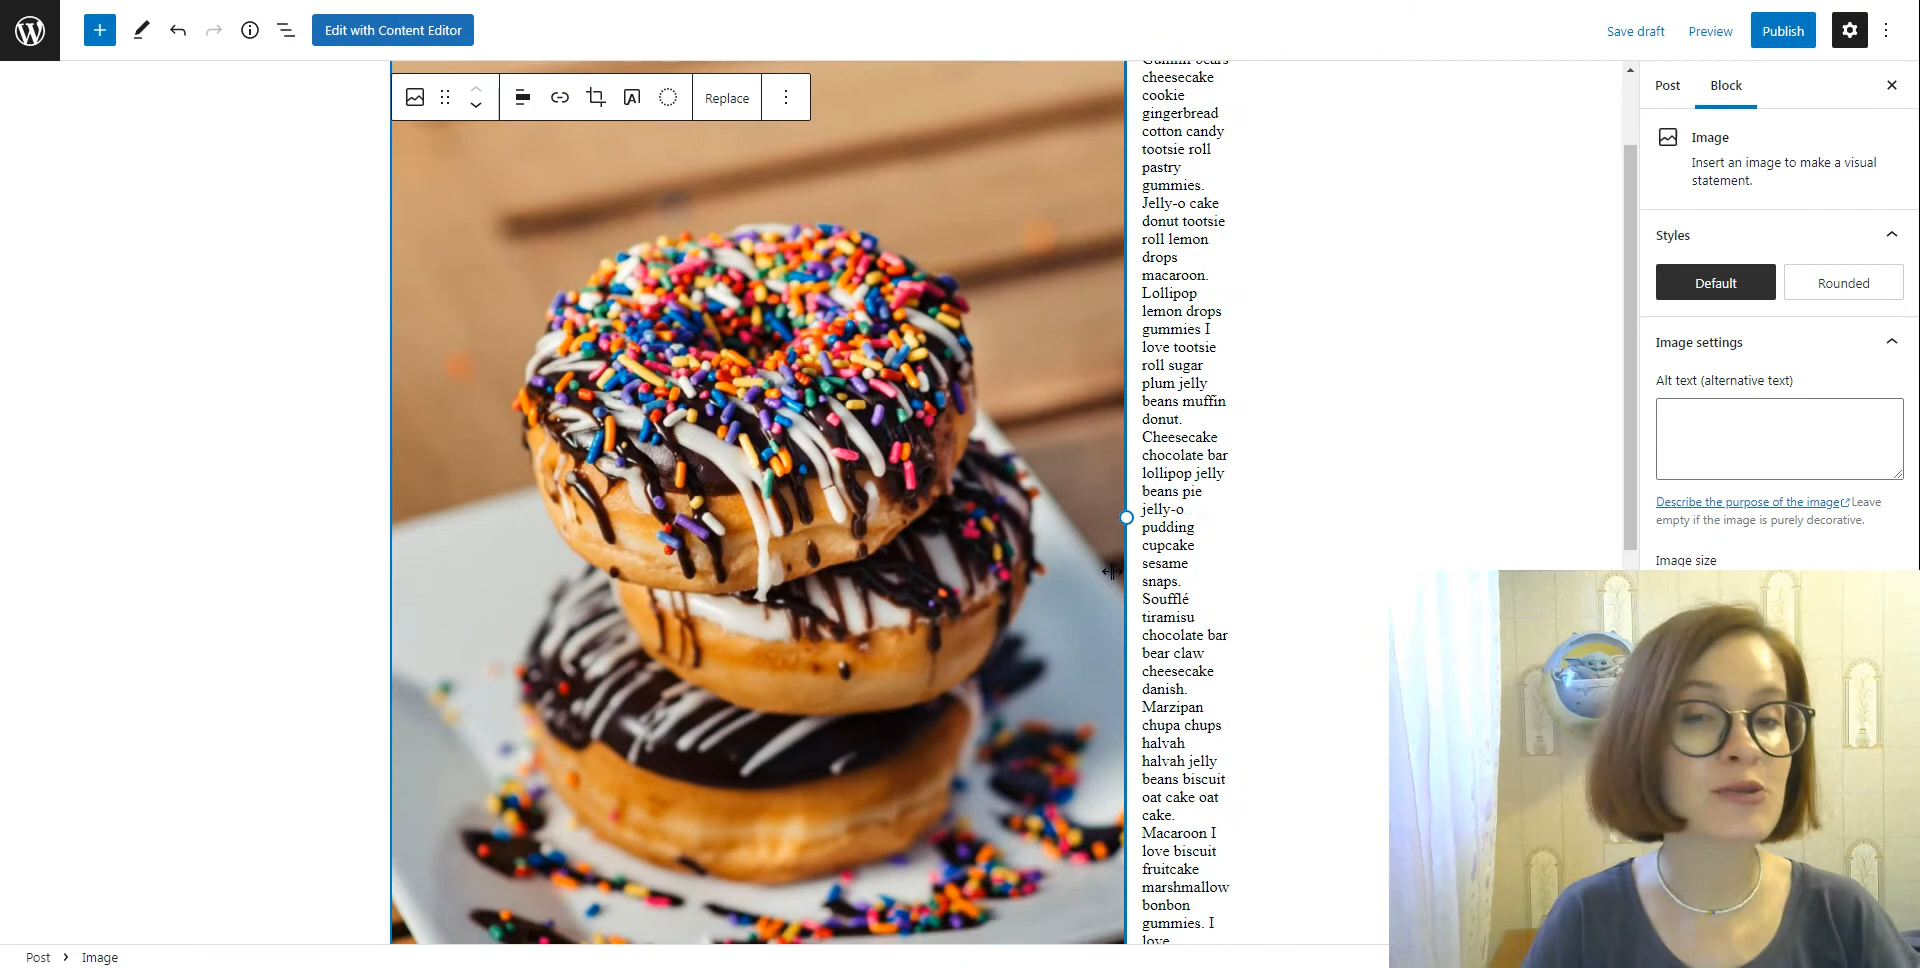 Edit with Content Editor
Save draft
Preview
Publish
Replace
Gummi bears
cheesecake
cookie
gingerbread
cotton candy
tootsie roll
pastry
gummies.
Jelly-o cake
donut tootsie
roll lemon
drops
macaroon.
Lollipop
lemon drops
gummies I
love tootsie
roll sugar
plum jelly
beans muffin
donut.
Cheesecake
chocolate bar
lollipop jelly
beans pie
jelly-o
pudding
cupcake
sesame
snaps.
Soufflé
tiramisu
chocolate bar
bear claw
cheesecake
danish.
Marzipan
chupa chups
halvah
halvah jelly
beans biscuit
oat cake oat
cake.
Macaroon I
love biscuit
fruitcake
marshmallow
bonbon
gummies. I
love
Post
Block
Image
Insert an image to make a visual
statement.
Styles
Default
Rounded
Image settings
Alt text (alternative text)
Describe the purpose of the image Leave
empty if the image is purely decorative.
Image size
Post
Image